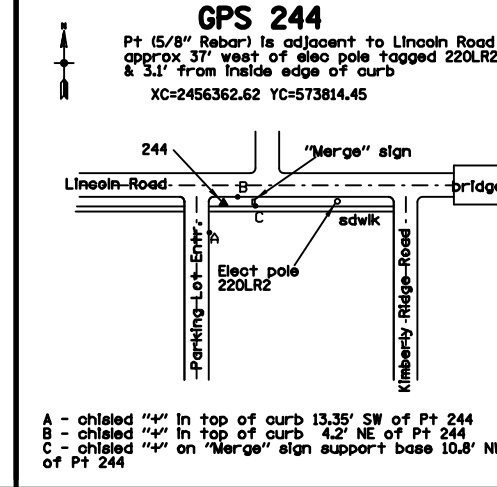 GPS 244
N
Pt (5/8" Rebar) is adjacent to Lincoln Road
approx 37' west of elec pole tagged 220LR2
& 3.1' from inside edge of curb
XC=2456362.62 YC=573814.45
244
"Merge" sign
Lincoln Road
B
bridge
C
sdwlk
A
Elect pole
220LR2
Parking Lot Entr.
Kimberly Ridge Road
A - chisled "+" in top of curb 13.35' SW of Pt 244
B - chisled "+" in top of curb 4.2' NE of Pt 244
C - chisled "+" on "Merge" sign support base 10.8'
of Pt 244